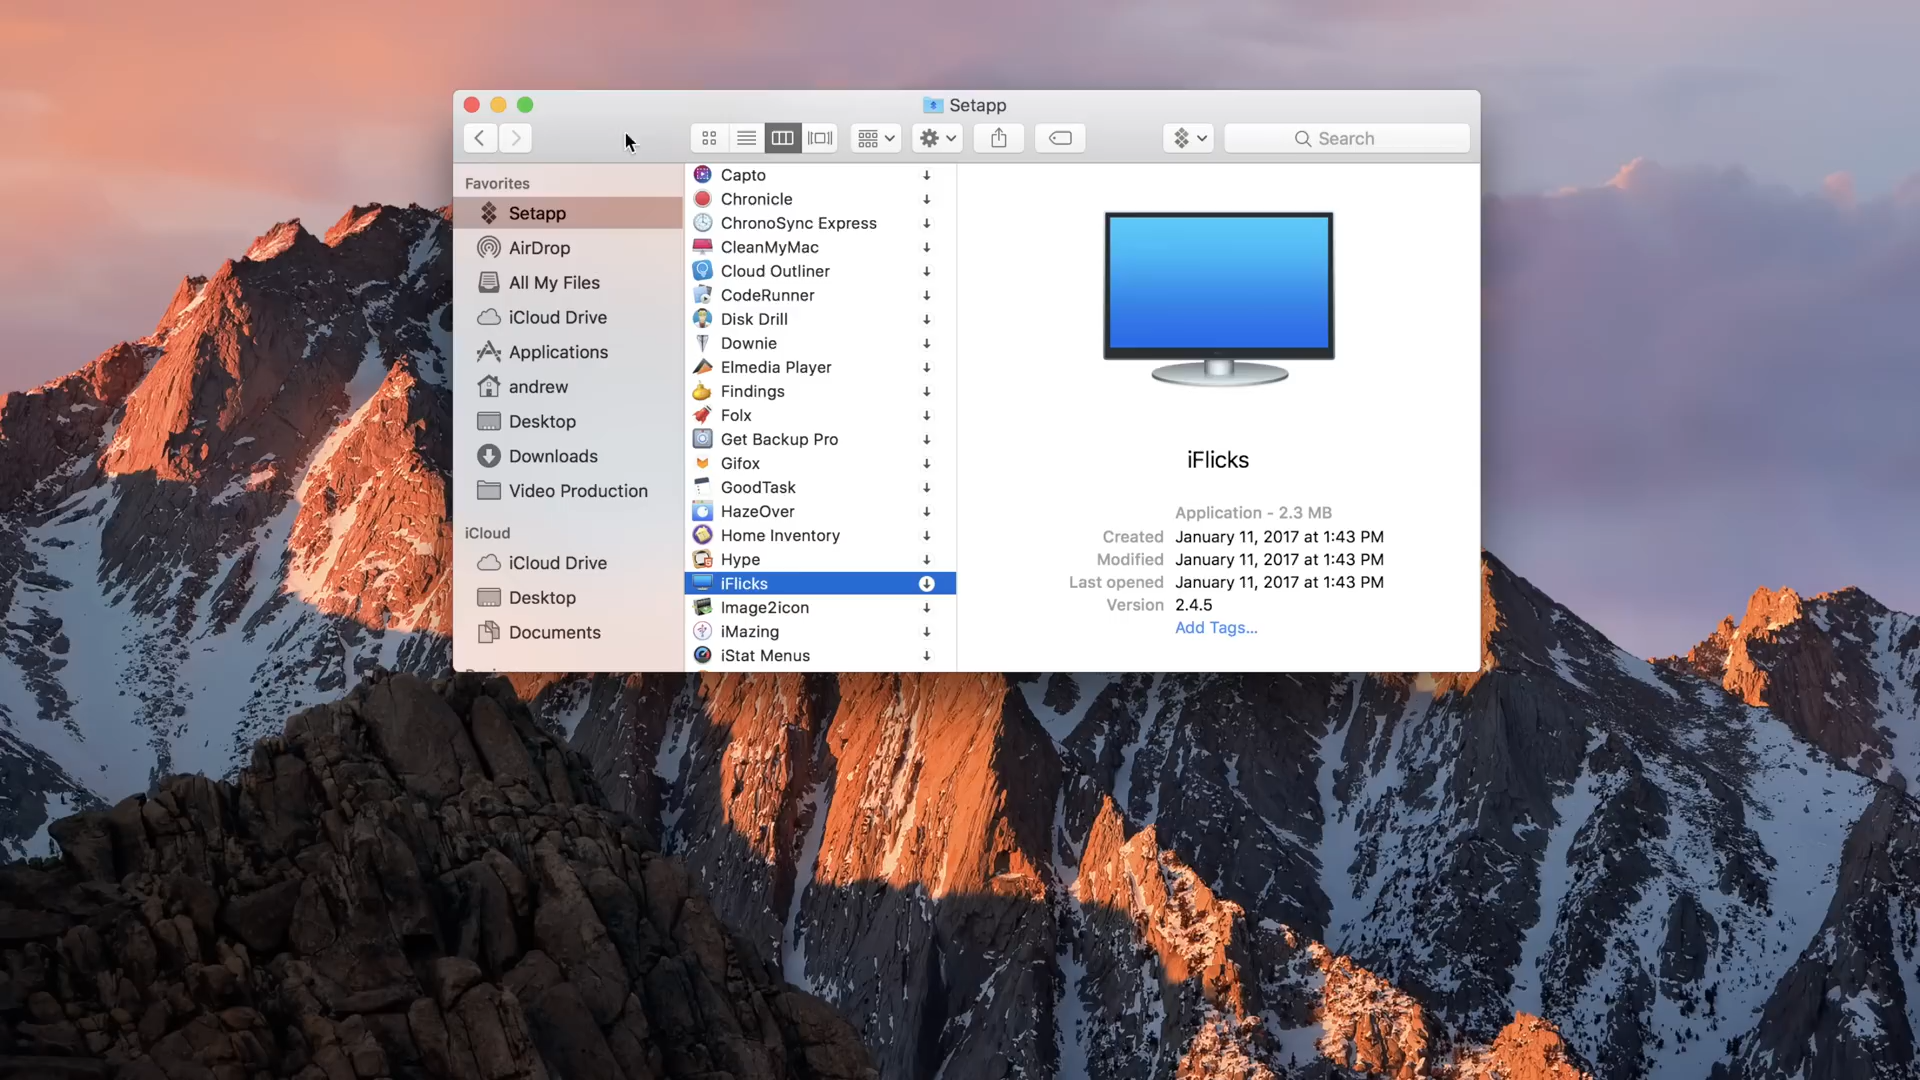 Setapp
Search
Favorites
Setapp
AirDrop
All My Files
iCloud Drive
Applications
andrew
Desktop
Downloads
Video Production
iCloud
iCloud Drive
Desktop
Documents
Capto
Chronicle
ChronoSync Express
CleanMyMac
Cloud Outliner
CodeRunner
Disk Drill
Downie
Elmedia Player
Findings
Folx
Get Backup Pro
Gifox
GoodTask
HazeOver
Home Inventory
Hype
iFlicks
Image2icon
iMazing
iStat Menus
iFlicks
Application - 2.3 MB
Created January 11, 2017 at 1:43 PM
Modified January 11, 2017 at 1:43 PM
Last opened January 11, 2017 at 1:43 PM
Version 2.4.5
Add Tags...